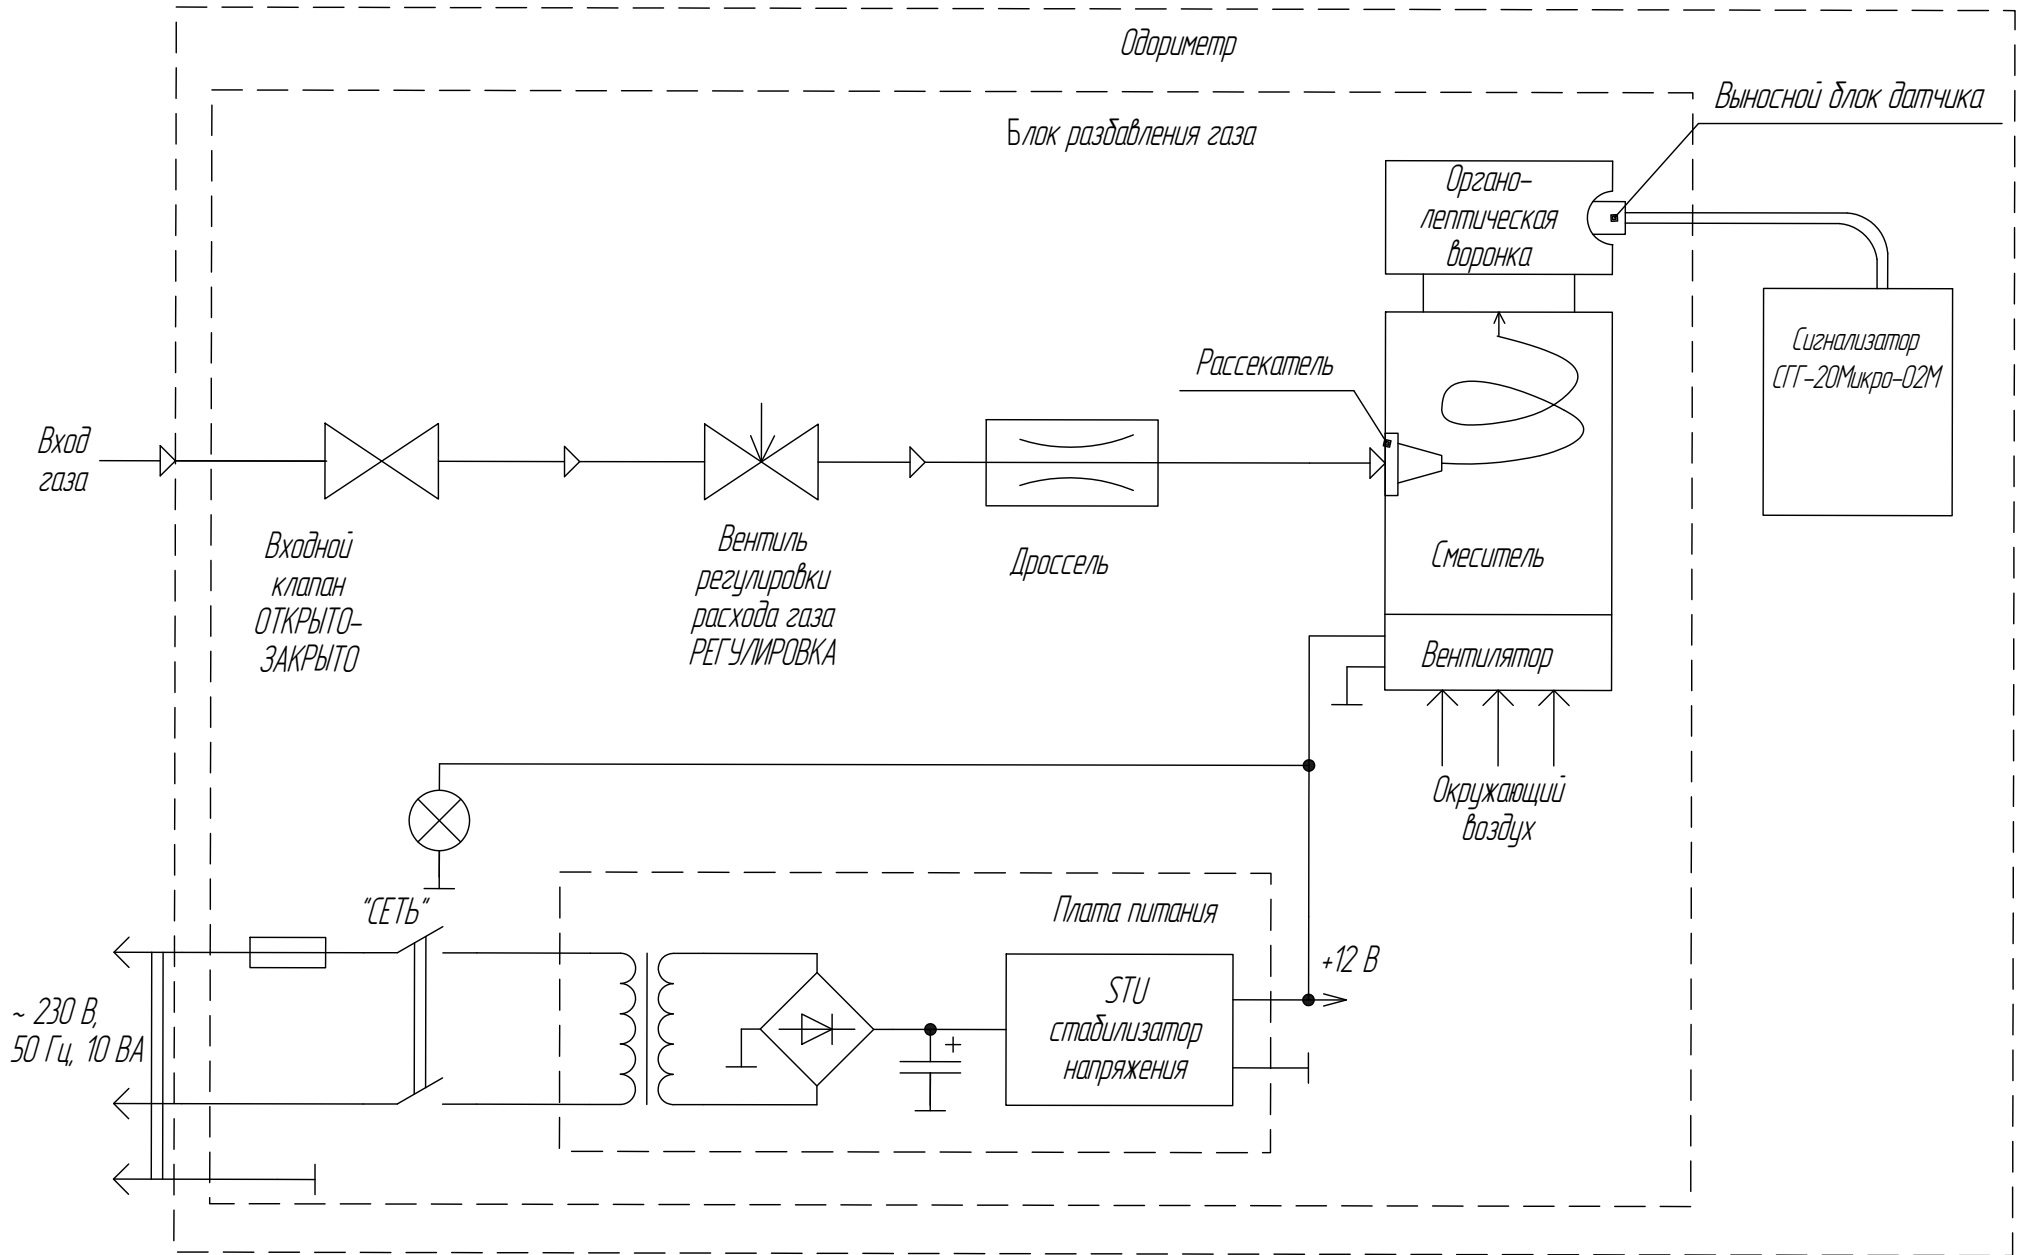 Одориметр
Выносной блок датчика
Блок разбавления газа
Органо-
лептическая
воронка
Сигнализатор
СГГ-20Микро-02М
Рассекатель
Вход
газа
Входной
клапан
ОТКРЫТО-
ЗАКРЫТО
Вентиль
регулировки
расхода газа
РЕГУЛИРОВКА
Дроссель
Смеситель
Вентилятор
Окружающий
воздух
"СЕТЬ"
Плата питания
+12 В
~ 230 В,
50 Гц, 10 ВА
+
STU
стабилизатор
напряжения